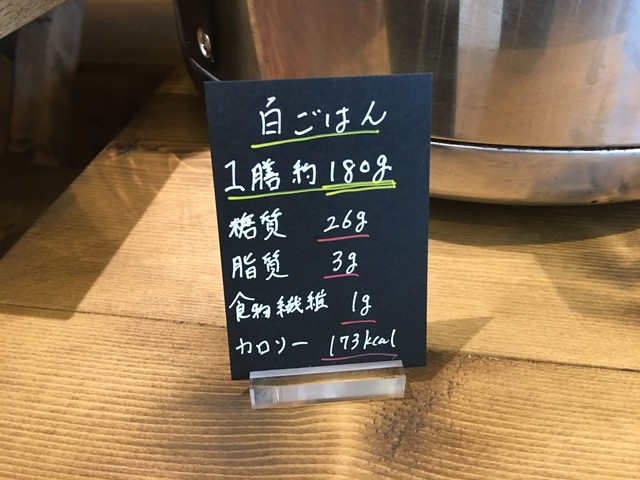 白ごはん
1膳約180g
糖質 26g
脂質 3g
食物繊維 1g
カロリー 173kcal